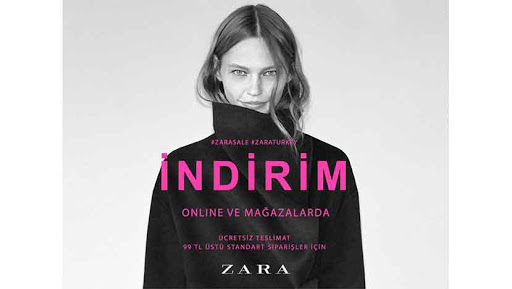 #ZARASALE #ZARATURKEY
İNDİRİM
ONLINE VE MAĞAZALARDA
ÜCRETSİZ TESLİMAT
99 TL ÜSTÜ STANDART SİPARİŞLER İÇİN
ZARA